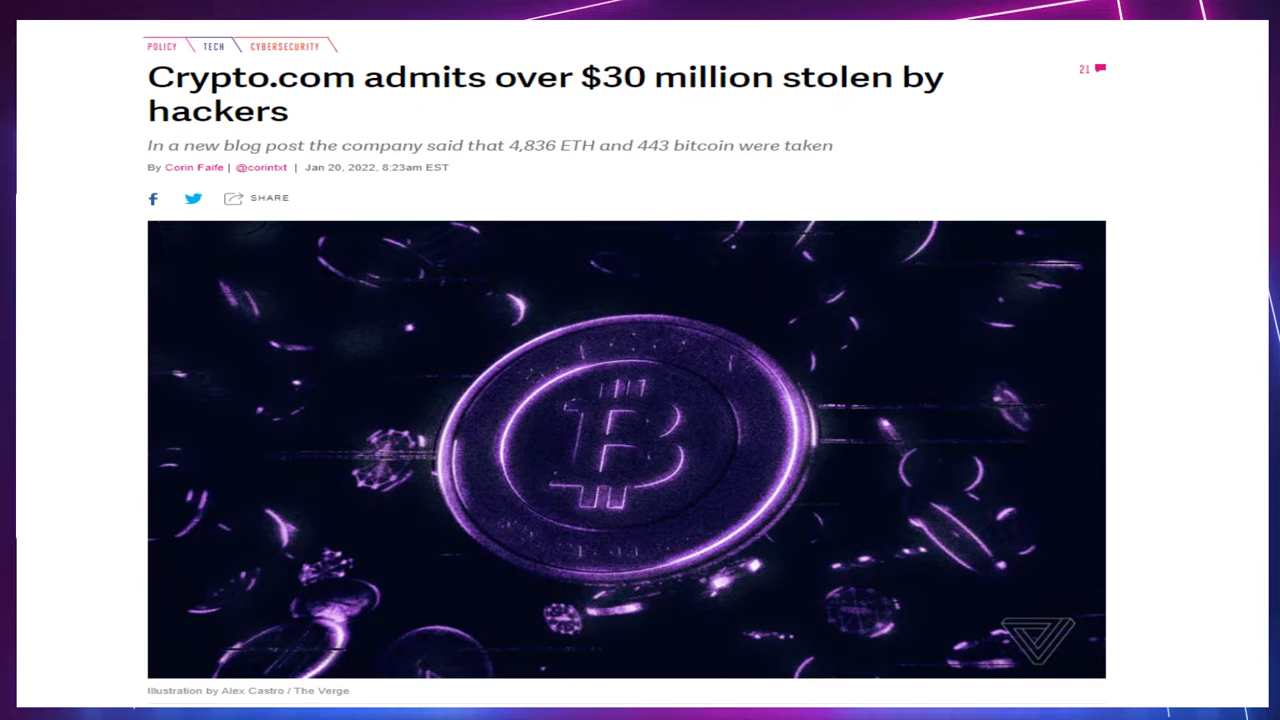 POLICY TECH CYBERSECURITY
Crypto.com admits over $30 million stolen by
hackers
21
In a new blog post the company said that 4,836 ETH and 443 bitcoin were taken
By Corin Faife | @corintxt | Jan 20, 2022, 8:23am EST
SHARE
Illustration by Alex Castro / The Verge